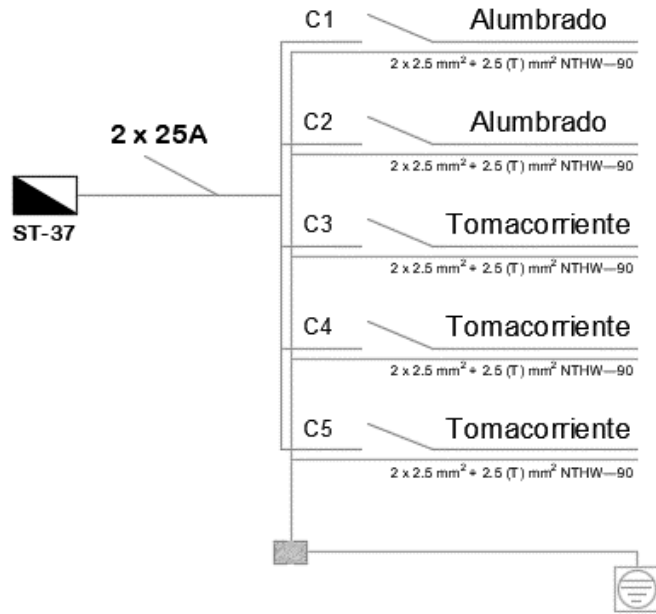 C1 Alumbrado
2 x 2.5 mm² + 2.5 (T) mm² NTHW—90
C2 Alumbrado
2 x 2.5 mm² + 2.5 (T) mm² NTHW—90
2 x 25A
ST-37
C3 Tomacorriente
2 x 2.5 mm² + 2.5 (T) mm² NTHW—90
C4 Tomacorriente
2 x 2.5 mm² + 2.5 (T) mm² NTHW—90
C5 Tomacorriente
2 x 2.5 mm² + 2.5 (T) mm² NTHW—90